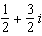 1/2 + 3/2 i